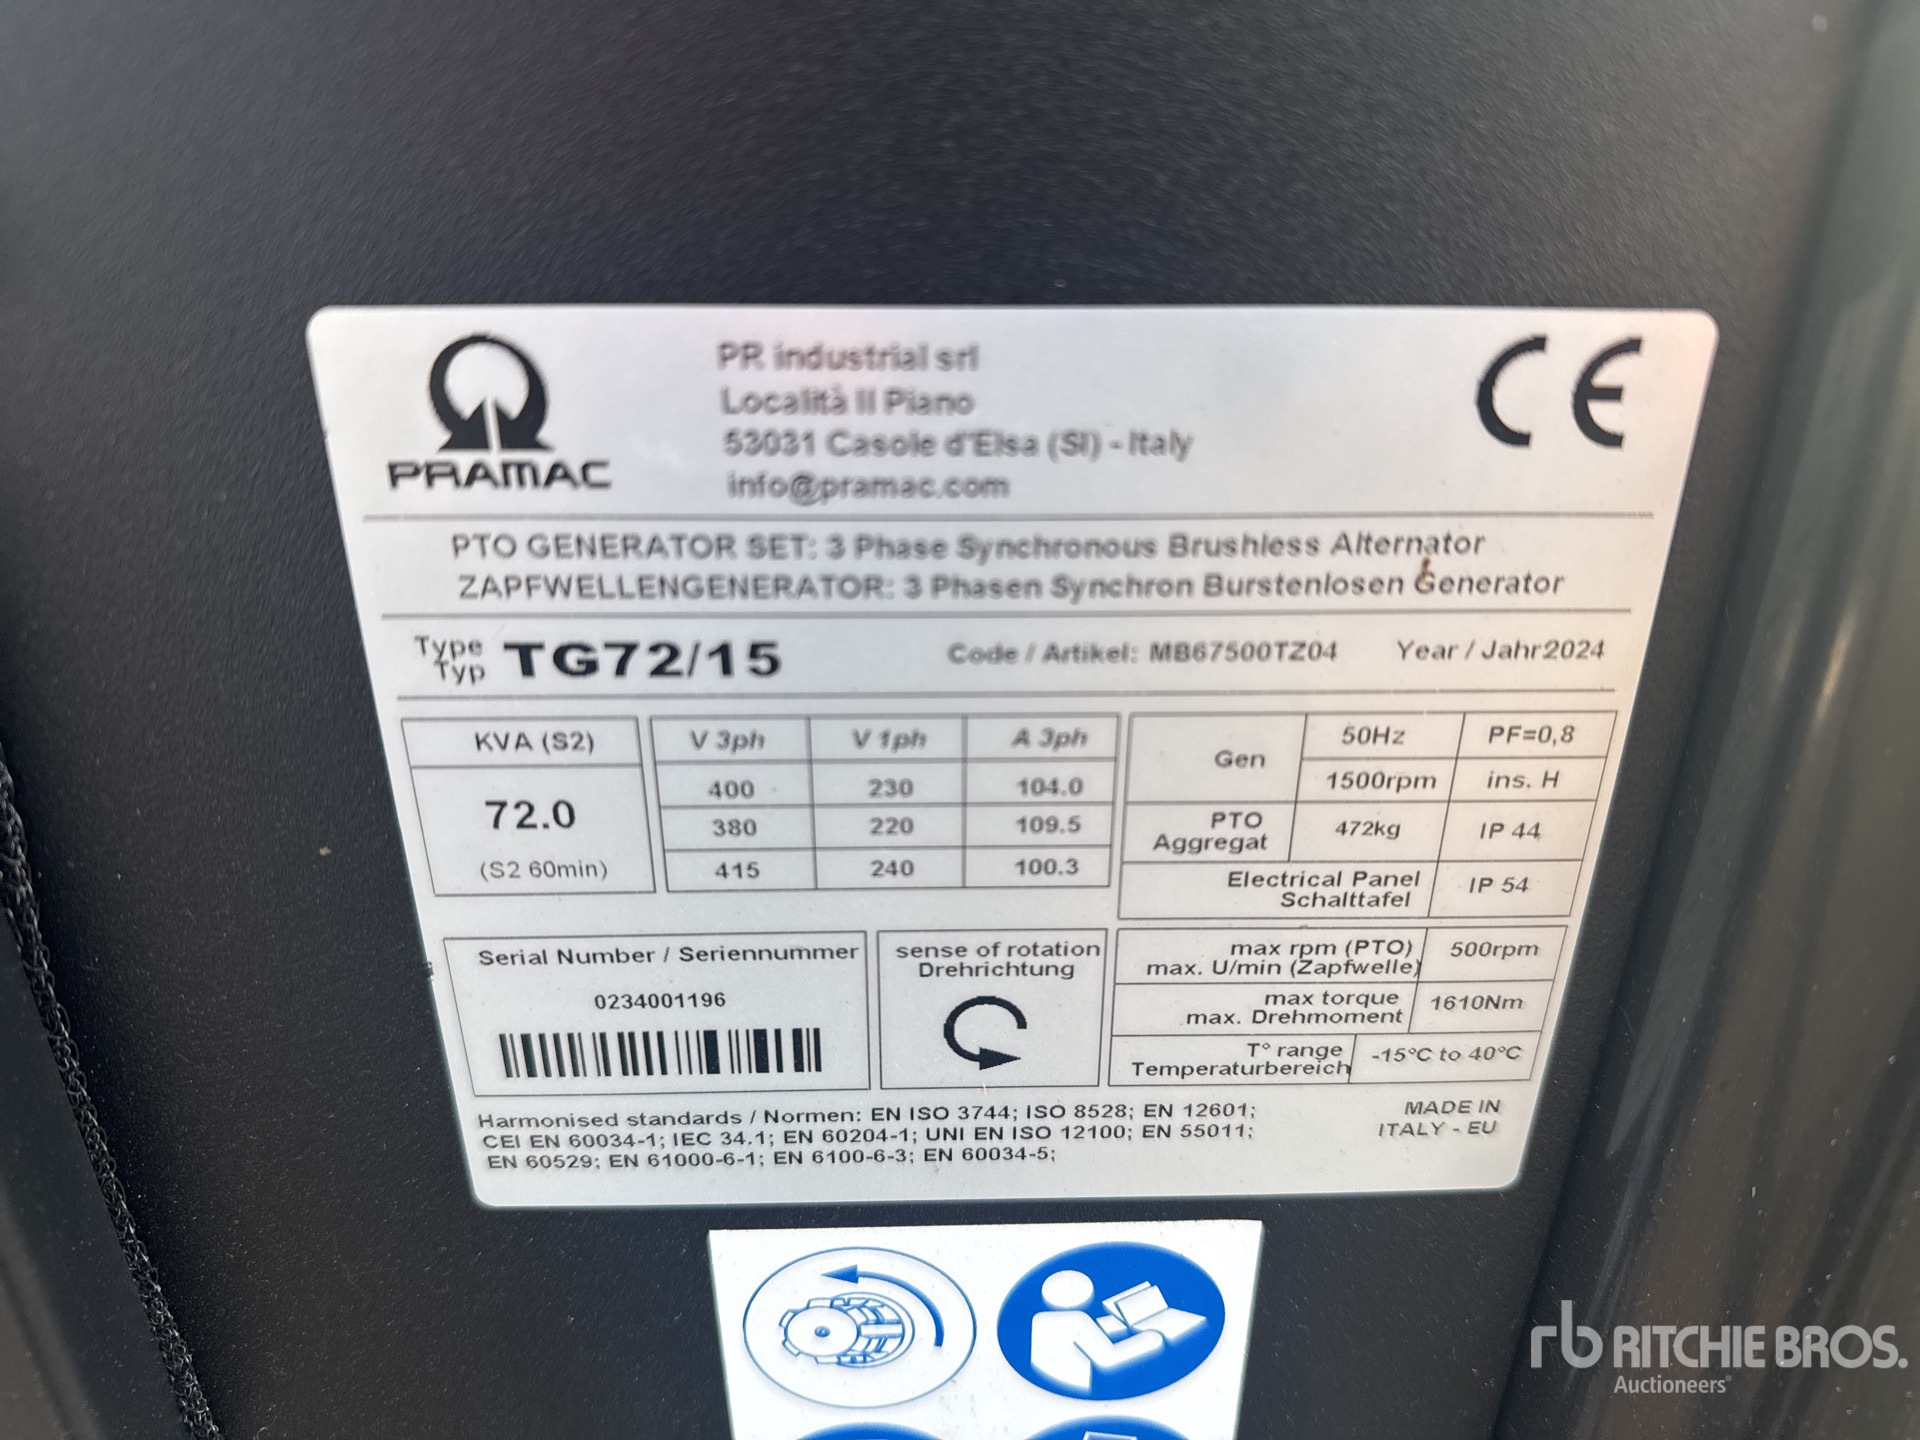 PRAMAC
PR industrial srl
Località Il Piano
53031 Casole d'Elsa (SI) - Italy
info@pramac.com
CE
PTO GENERATOR SET: 3 Phase Synchronous Brushless Alternator
ZAPFWELLENGENERATOR: 3 Phasen Synchron Burstenlosen Generator
Type
Typ
TG72/15
Code / Artikel: MB67500TZ04
Year / Jahr2024
KVA (S2)
72.0
(S2 60min)
V 3ph V 1ph A 3ph
400 230 104.0
380 220 109.5
415 240 100.3
Gen
50Hz PF=0,8
1500rpm ins. H
PTO
Aggregat
472kg IP 44
Electrical Panel
Schalttafel
IP 54
Serial Number / Seriennummer
0234001196
sense of rotation
Drehrichtung
max rpm (PTO)
max. U/min (Zapfwelle)
500rpm
max torque
max. Drehmoment
1610Nm
T° range
Temperaturbereich
-15°C to 40°C
Harmonised standards / Normen: EN ISO 3744; ISO 8528; EN 12601;
CEI EN 60034-1; IEC 34.1; EN 60204-1; UNI EN ISO 12100; EN 55011;
EN 60529; EN 61000-6-1; EN 6100-6-3; EN 60034-5;
MADE IN
ITALY - EU
rb RITCHIE BROS.
Auctioneers